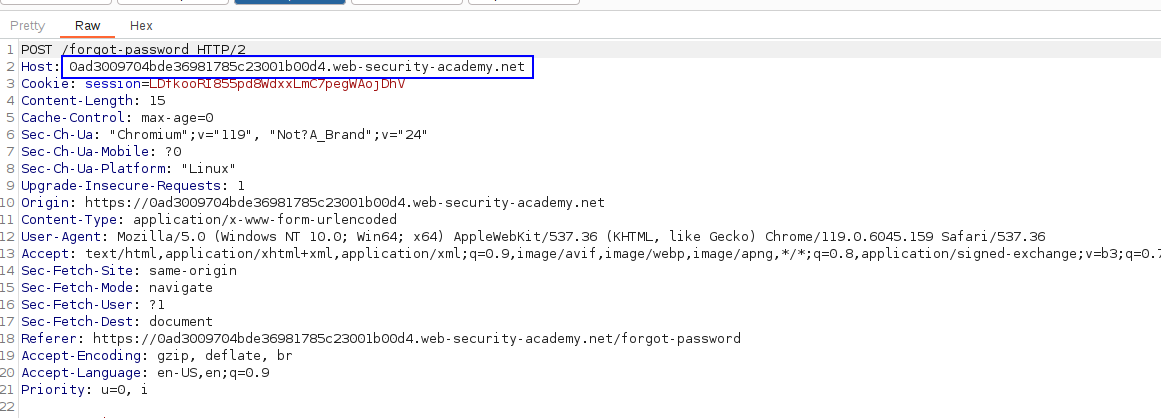 Pretty Raw Hex
1 POST /forgot-password HTTP/2
2 Host: 0ad3009704bde36981785c23001b00d4.web-security-academy.net
3 Cookie: session=LDfkooRI855pd8WdxxLmC7pegWAojDhV
4 Content-Length: 15
5 Cache-Control: max-age=0
6 Sec-Ch-Ua: "Chromium";v="119", "Not?A_Brand";v="24"
7 Sec-Ch-Ua-Mobile: ?0
8 Sec-Ch-Ua-Platform: "Linux"
9 Upgrade-Insecure-Requests: 1
10 Origin: https://0ad3009704bde36981785c23001b00d4.web-security-academy.net
11 Content-Type: application/x-www-form-urlencoded
12 User-Agent: Mozilla/5.0 (Windows NT 10.0; Win64; x64) AppleWebKit/537.36 (KHTML, like Gecko) Chrome/119.0.6045.159 Safari/537.36
13 Accept: text/html,application/xhtml+xml,application/xml;q=0.9,image/avif,image/webp,image/apng,*/*;q=0.8,application/signed-exchange;v=b3;q=0.7
14 Sec-Fetch-Site: same-origin
15 Sec-Fetch-Mode: navigate
16 Sec-Fetch-User: ?1
17 Sec-Fetch-Dest: document
18 Referer: https://0ad3009704bde36981785c23001b00d4.web-security-academy.net/forgot-password
19 Accept-Encoding: gzip, deflate, br
20 Accept-Language: en-US,en;q=0.9
21 Priority: u=0, i
22